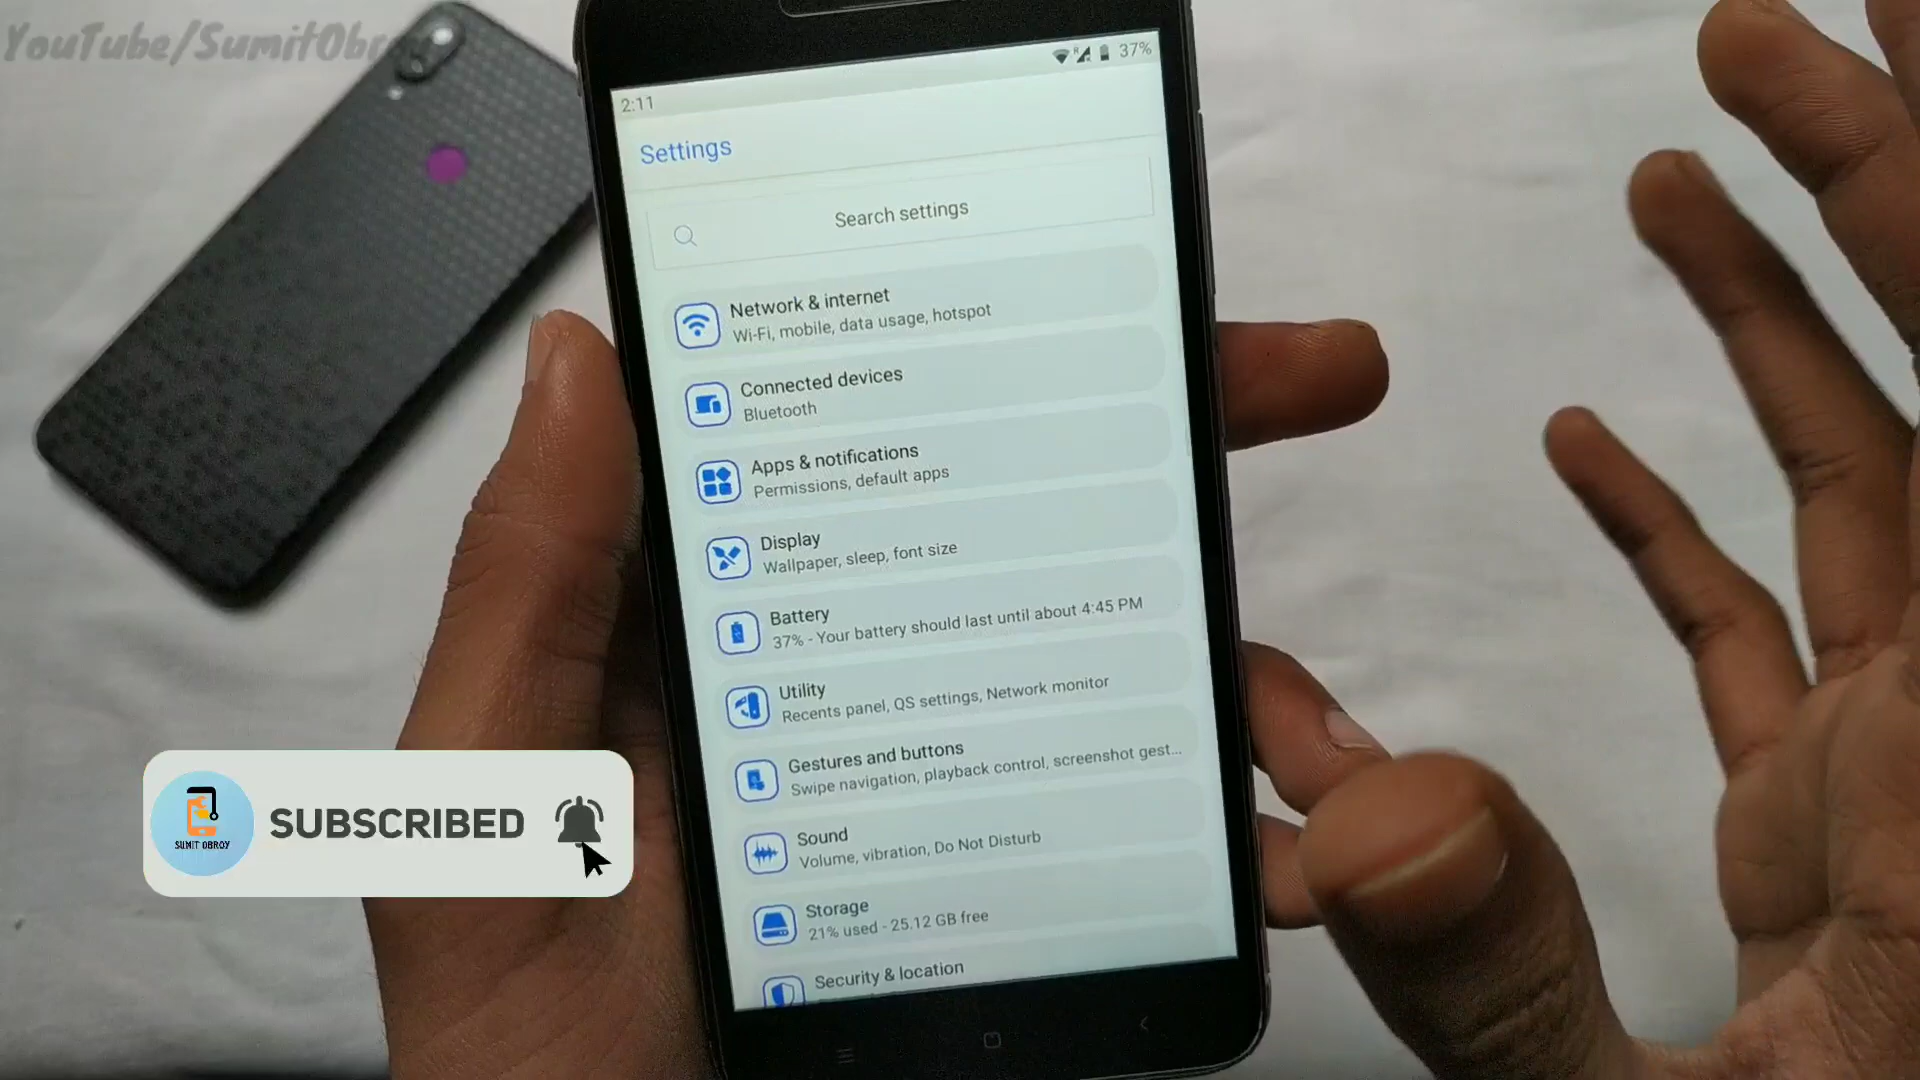 YouTube/SumitObro
37%
2:11
Settings
Search settings
Network & internet
Wi-Fi, mobile, data usage, hotspot
Connected devices
Bluetooth
Apps & notifications
Permissions, default apps
Display
Wallpaper, sleep, font size
Battery
37% - Your battery should last until about 4:45 PM
Utility
Recents panel, QS settings, Network monitor
Gestures and buttons
Swipe navigation, playback control, screenshot gest...
Sound
Volume, vibration, Do Not Disturb
Storage
21% used - 25.12 GB free
Security & location
SUMIT OBROY
SUBSCRIBED